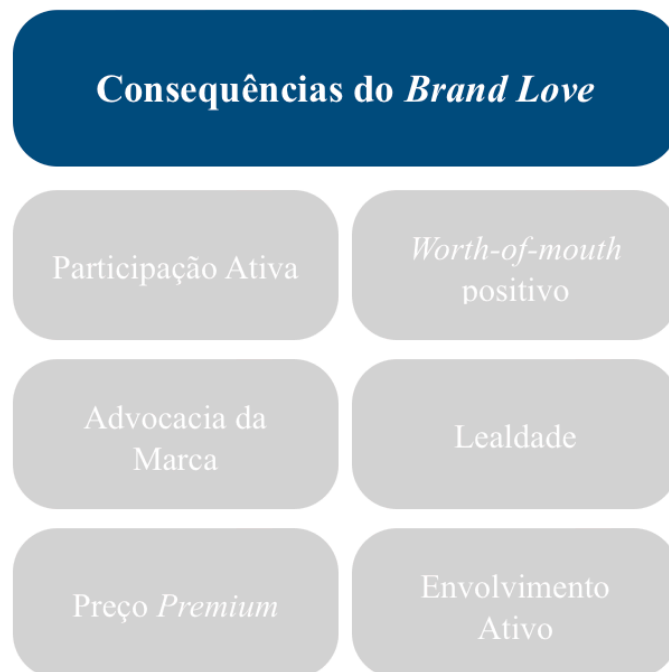 Consequências do Brand Love
Participação Ativa
Worth-of-mouth
positivo
Advocacia da
Marca
Lealdade
Preço Premium
Envolvimento
Ativo